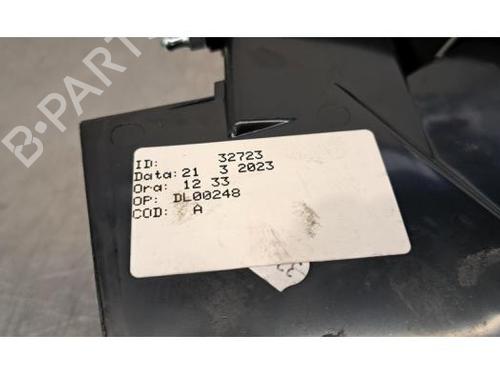 B-PARTS
ID: 32723
Data: 21 3 2023
Ora: 12 33
OP: DL00248
COD: A